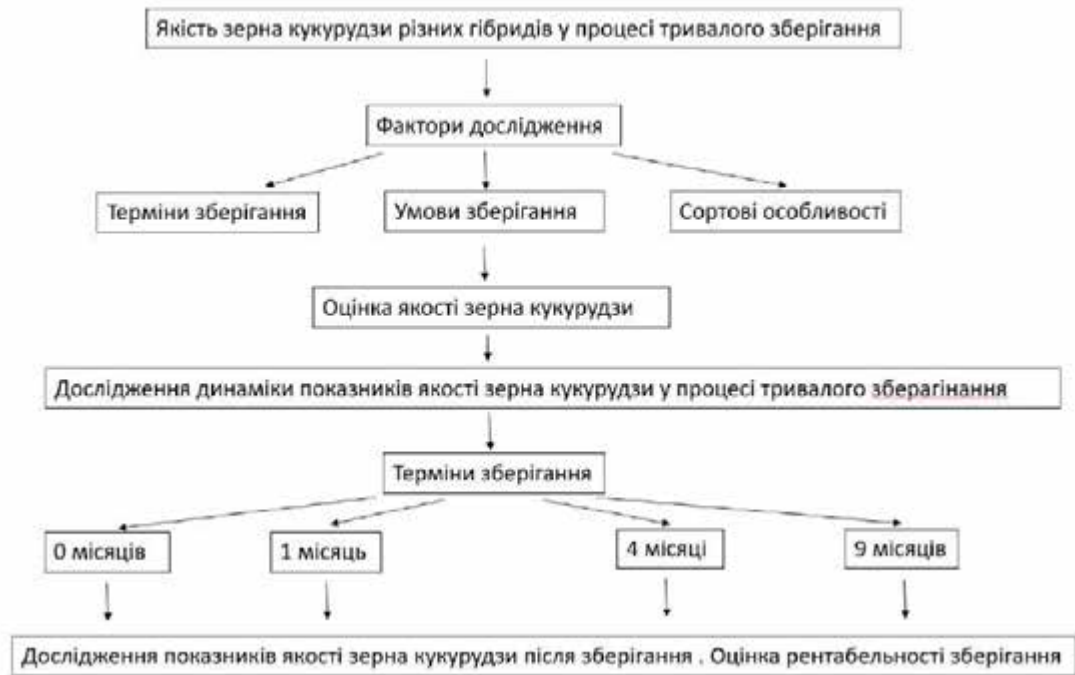 Якість зерна кукурудзи різних гібридів у процесі тривалого зберігання
Фактори дослідження
Терміни зберігання
Умови зберігання
Сортові особливості
Оцінка якості зерна кукурудзи
Дослідження динаміки показників якості зерна кукурудзи у процесі тривалого зберагінання
Терміни зберігання
0 місяців
1 місяць
4 місяці
9 місяців
Дослідження показників якості зерна кукурудзи після зберігання . Оцінка рентабельності зберігання